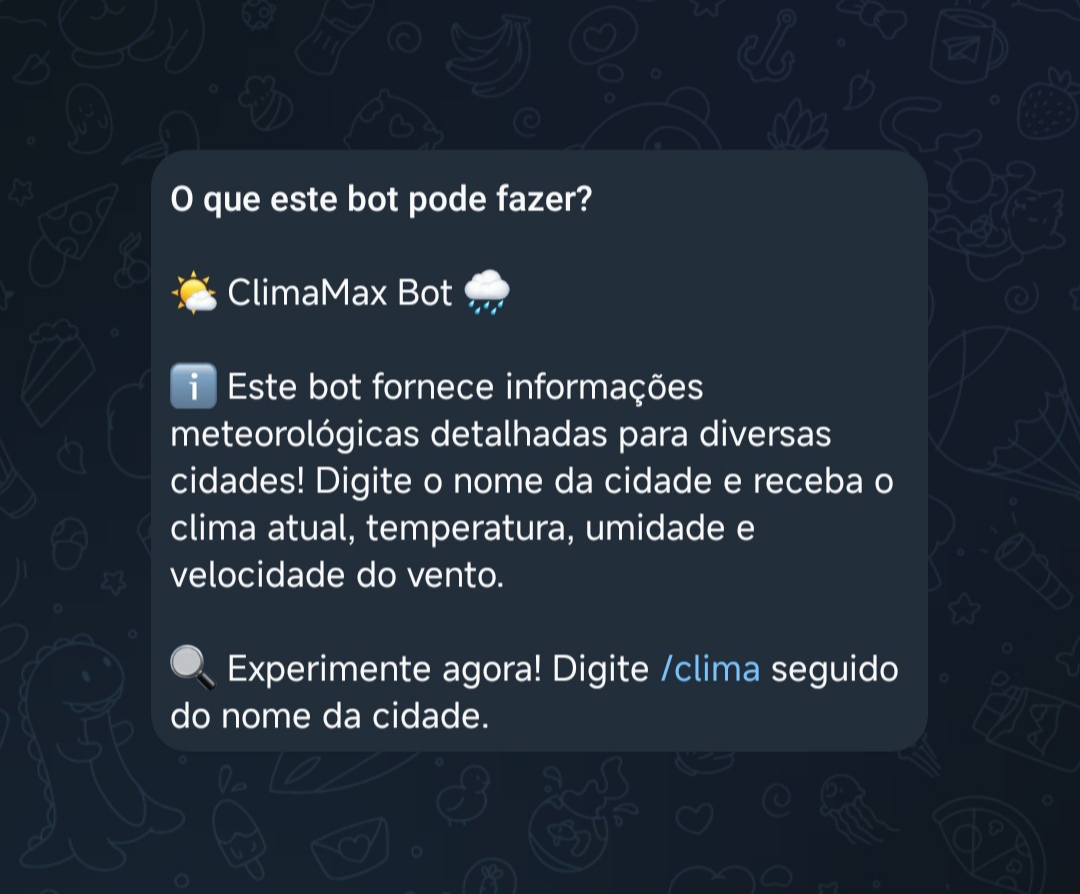 O que este bot pode fazer?
🌤️ ClimaMax Bot 🌧️
ℹ️ Este bot fornece informações
meteorológicas detalhadas para diversas
cidades! Digite o nome da cidade e receba o
clima atual, temperatura, umidade e
velocidade do vento.
🔍 Experimente agora! Digite /clima seguido
do nome da cidade.